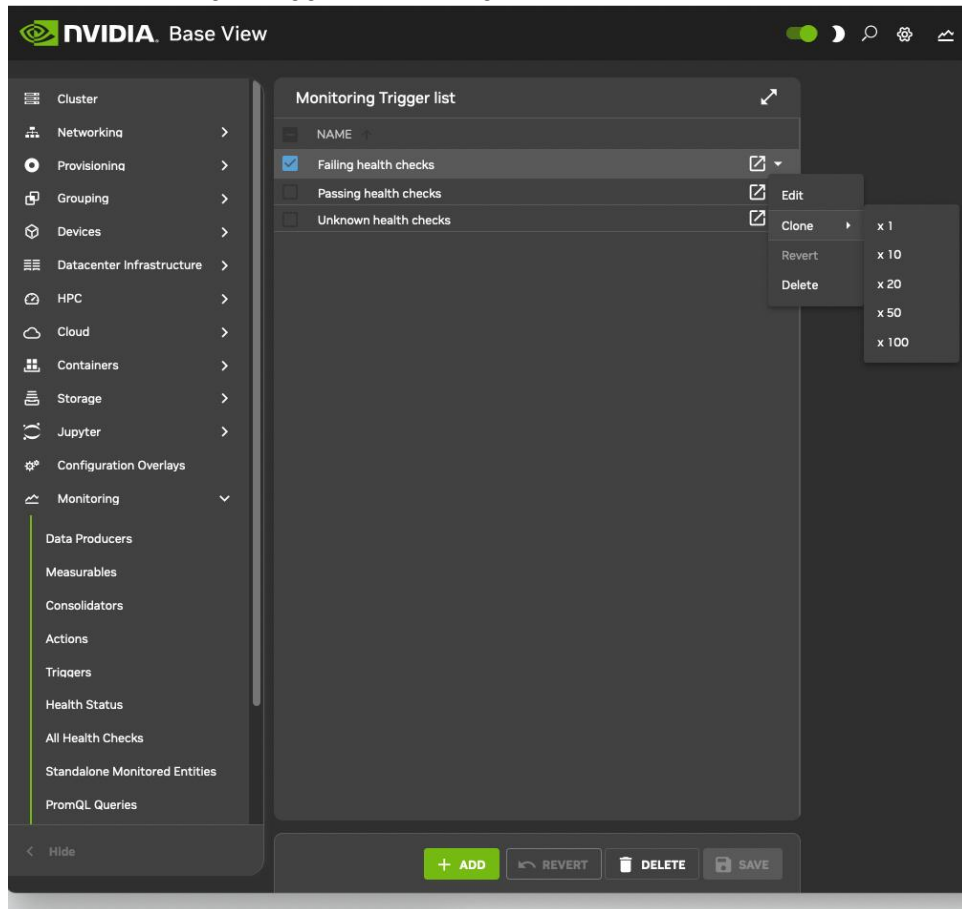 NVIDIA. Base View
Cluster
Networking
Provisioning
Grouping
Devices
Datacenter Infrastructure
HPC
Cloud
Containers
Storage
Jupyter
Configuration Overlays
Monitoring
Data Producers
Measurables
Consolidators
Actions
Triggers
Health Status
All Health Checks
Standalone Monitored Entities
PromQL Queries
Hide
Monitoring Trigger list
NAME
Failing health checks
Passing health checks
Unknown health checks
Edit
Clone
Revert
Delete
x 1
x 10
x 20
x 50
x 100
+ ADD
REVERT
DELETE
SAVE